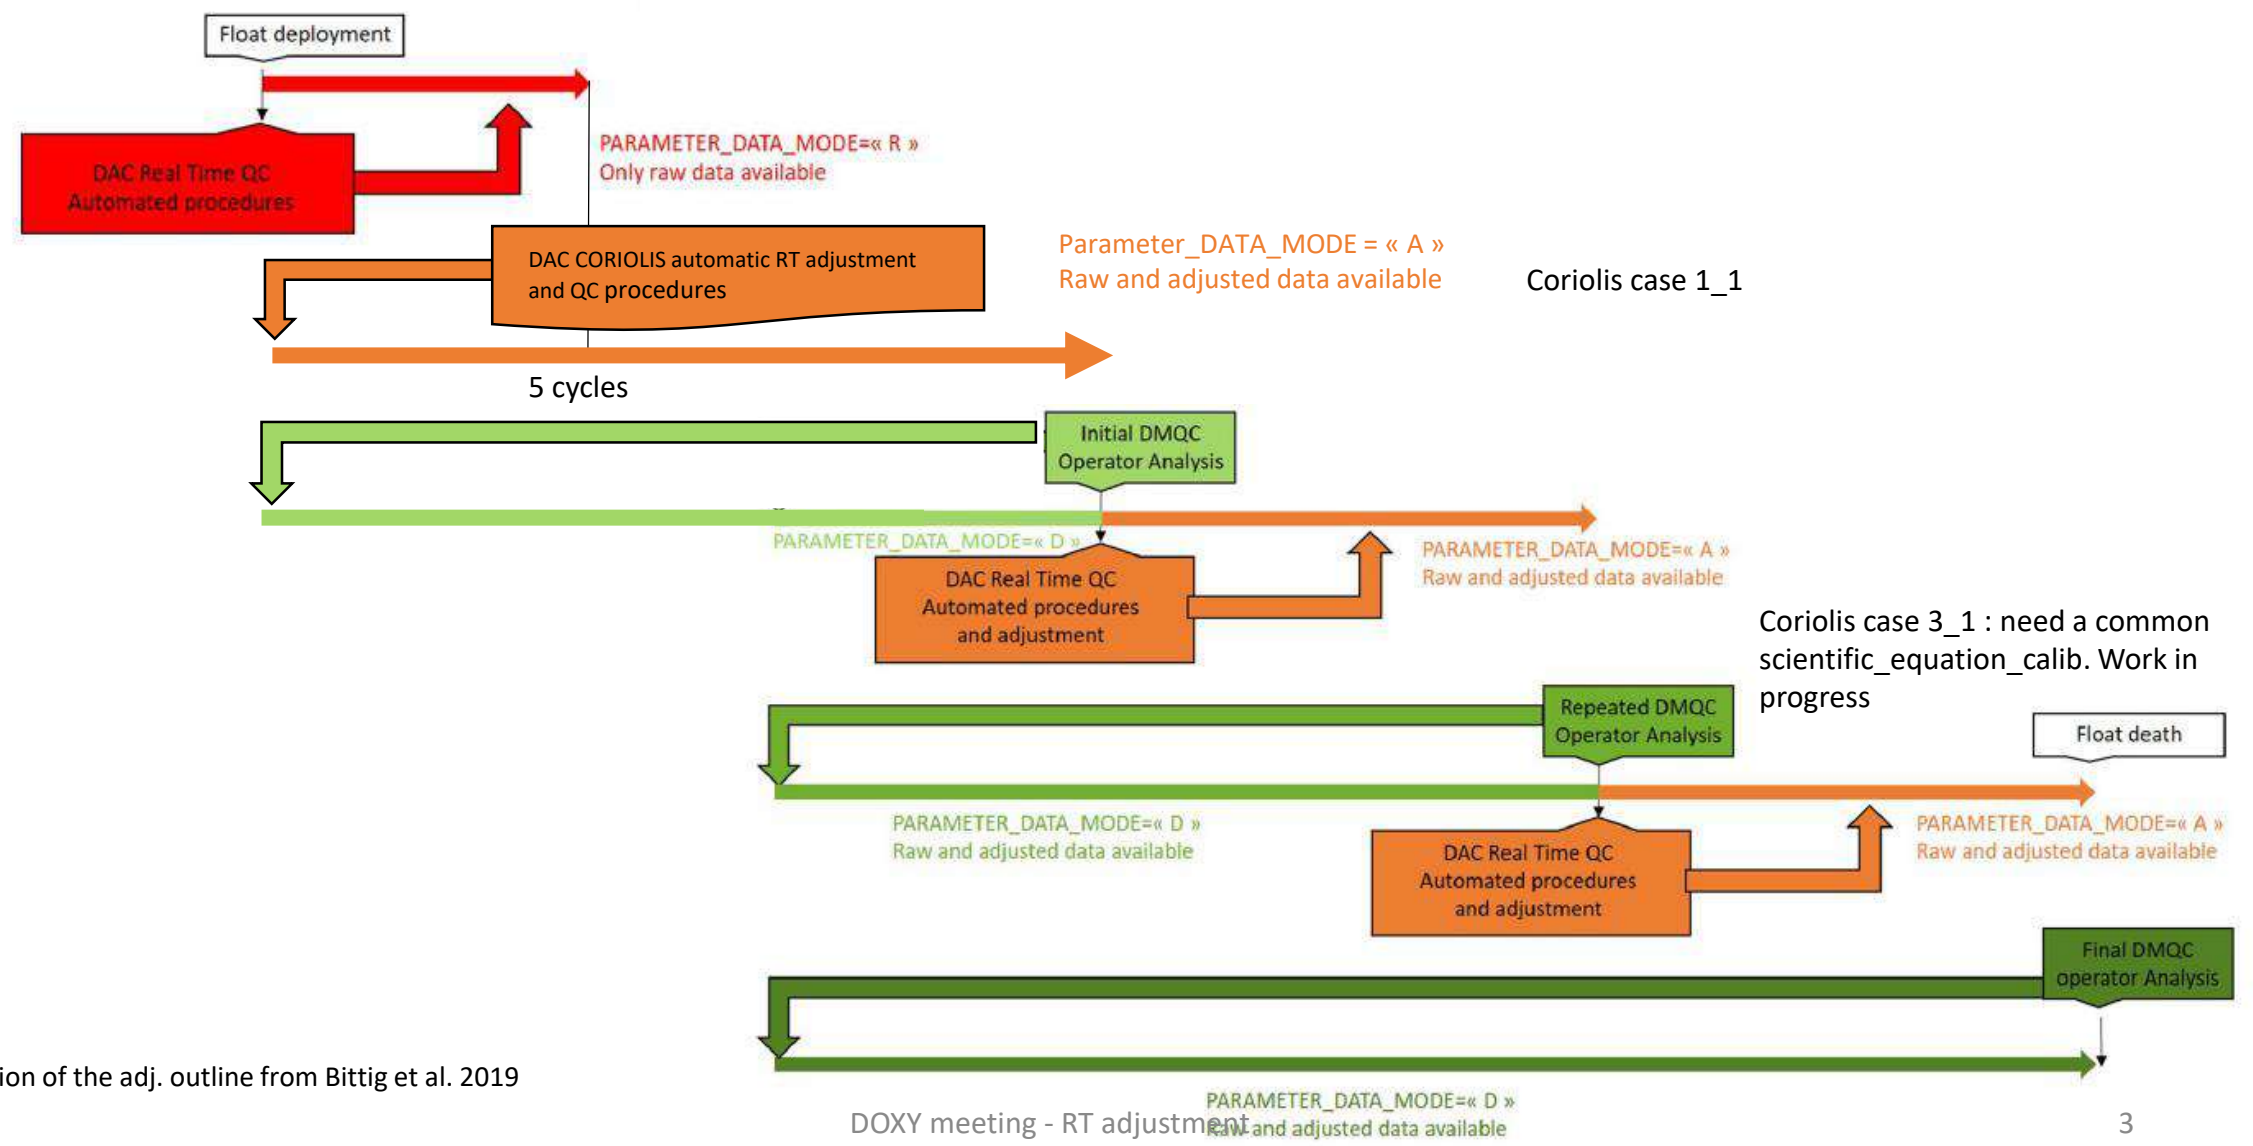 Float deployment
DAC Real Time QC
Automated procedures
PARAMETER_DATA_MODE=« R »
Only raw data available
DAC CORIOLIS automatic RT adjustment
and QC procedures
Parameter_DATA_MODE = « A »
Raw and adjusted data available
Coriolis case 1_1
5 cycles
Initial DMQC
Operator Analysis
PARAMETER_DATA_MODE=« D »
DAC Real Time QC
Automated procedures
and adjustment
PARAMETER_DATA_MODE=« A »
Raw and adjusted data available
Coriolis case 3_1 : need a common
scientific_equation_calib. Work in
progress
Repeated DMQC
Operator Analysis
Float death
PARAMETER_DATA_MODE=« D »
Raw and adjusted data available
DAC Real Time QC
Automated procedures
and adjustment
PARAMETER_DATA_MODE=« A »
Raw and adjusted data available
Final DMQC
operator Analysis
ion of the adj. outline from Bittig et al. 2019
PARAMETER_DATA_MODE=« D »
Raw and adjusted data available
DOXY meeting - RT adjustment
3